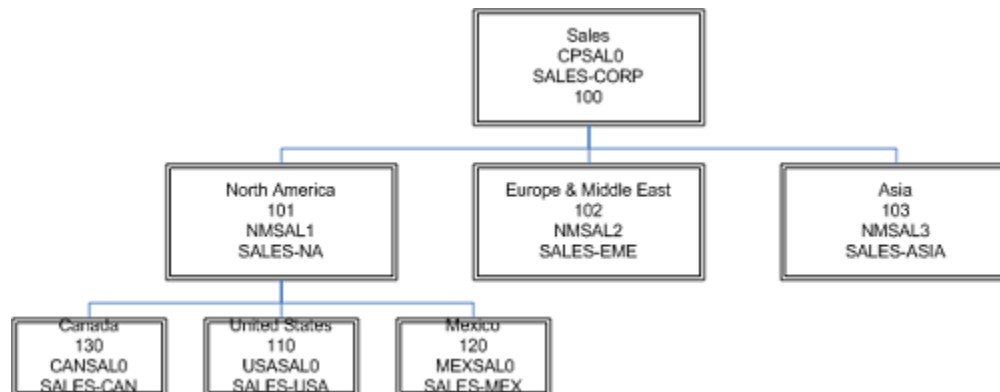 Sales
CPSAL0
SALES-CORP
100
North America
101
NMSAL1
SALES-NA
Europe & Middle East
102
NMSAL2
SALES-EME
Asia
103
NMSAL3
SALES-ASIA
Canada
130
CANSAL0
SALES-CAN
United States
110
USASAL0
SALES-USA
Mexico
120
MEXSAL0
SALES-MEX